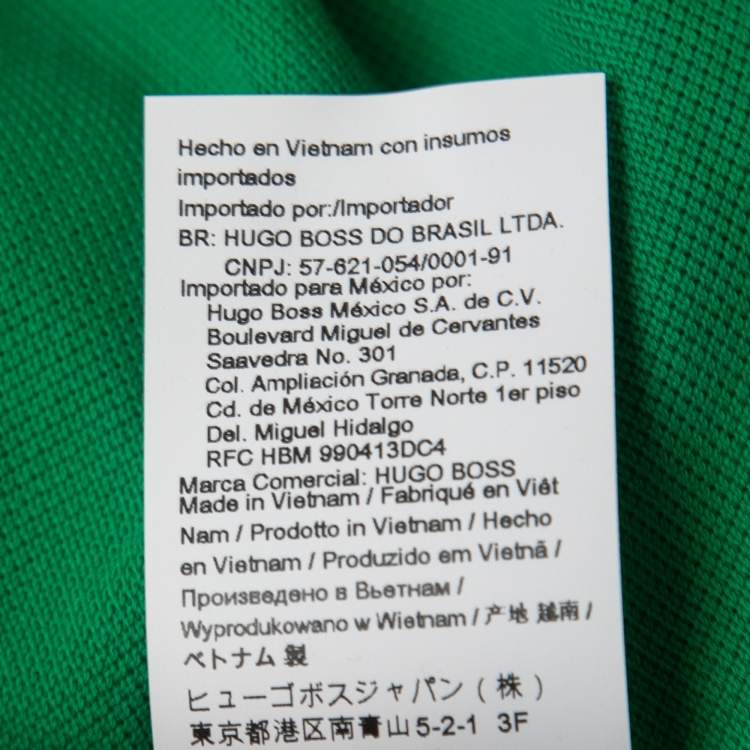 Hecho en Vietnam con insumos
importados
Importado por:/Importador
BR: HUGO BOSS DO BRASIL LTDA.
CNPJ: 57-621-054/0001-91
Importado para México por:
Hugo Boss México S.A. de C.V.
Boulevard Miguel de Cervantes
Saavedra No. 301
Col. Ampliación Granada, C.P. 11520
Cd. de México Torre Norte 1er piso
Del. Miguel Hidalgo
RFC HBM 990413DC4
Marca Comercial: HUGO BOSS
Made in Vietnam / Fabriqué en Viêt
Nam / Prodotto in Vietnam / Hecho
en Vietnam / Produzido em Vietnã /
Произведено в Вьетнам /
Wyprodukowano w Wietnam / 产地 越南 /
ベトナム 製
ヒューゴボスジャパン ( 株 )
東京都港区南青山 5-2-1 3F